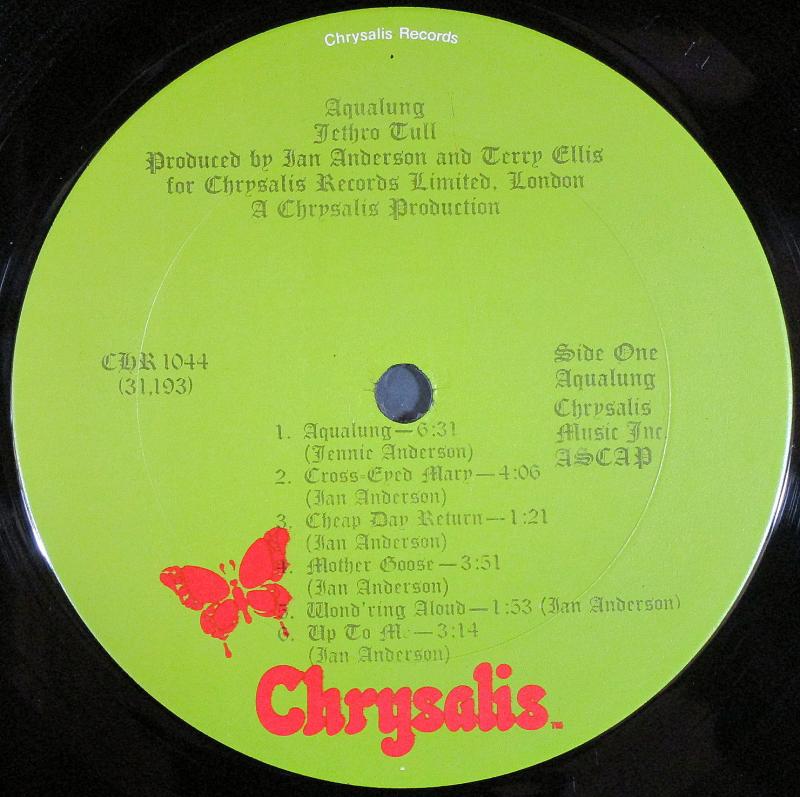 Chrysalis Records
Aqualung
Jethro Tull
Produced by Ian Anderson and Terry Ellis
for Chrysalis Records Limited, London
A Chrysalis Production
CHR 1044
(31,193)
Side One
Aqualung
Chrysalis
Music Inc.
ASCAP
1. Aqualung—6:31
(Jennie Anderson)
2. Cross-Eyed Mary—4:06
(Ian Anderson)
3. Cheap Day Return—1:21
(Ian Anderson)
4. Mother Goose—3:51
(Ian Anderson)
5. Wond'ring Aloud—1:53 (Ian Anderson)
6. Up To Me—3:14
(Ian Anderson)
Chrysalis™